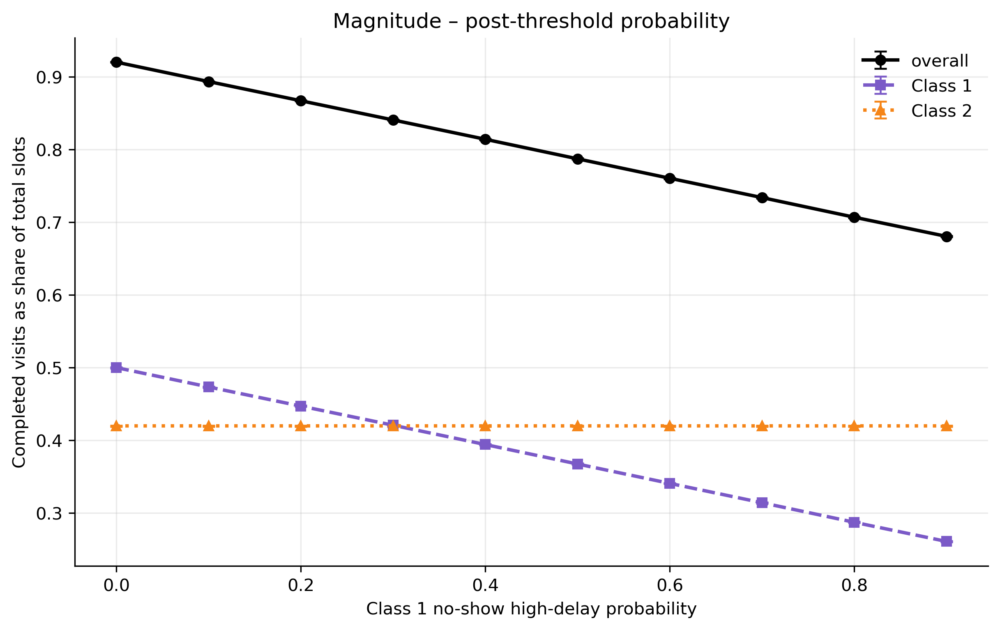 Magnitude – post-threshold probability
overall
Class 1
Class 2
Completed visits as share of total slots
0.9
0.8
0.7
0.6
0.5
0.4
0.3
0.0 0.2 0.4 0.6 0.8
Class 1 no-show high-delay probability